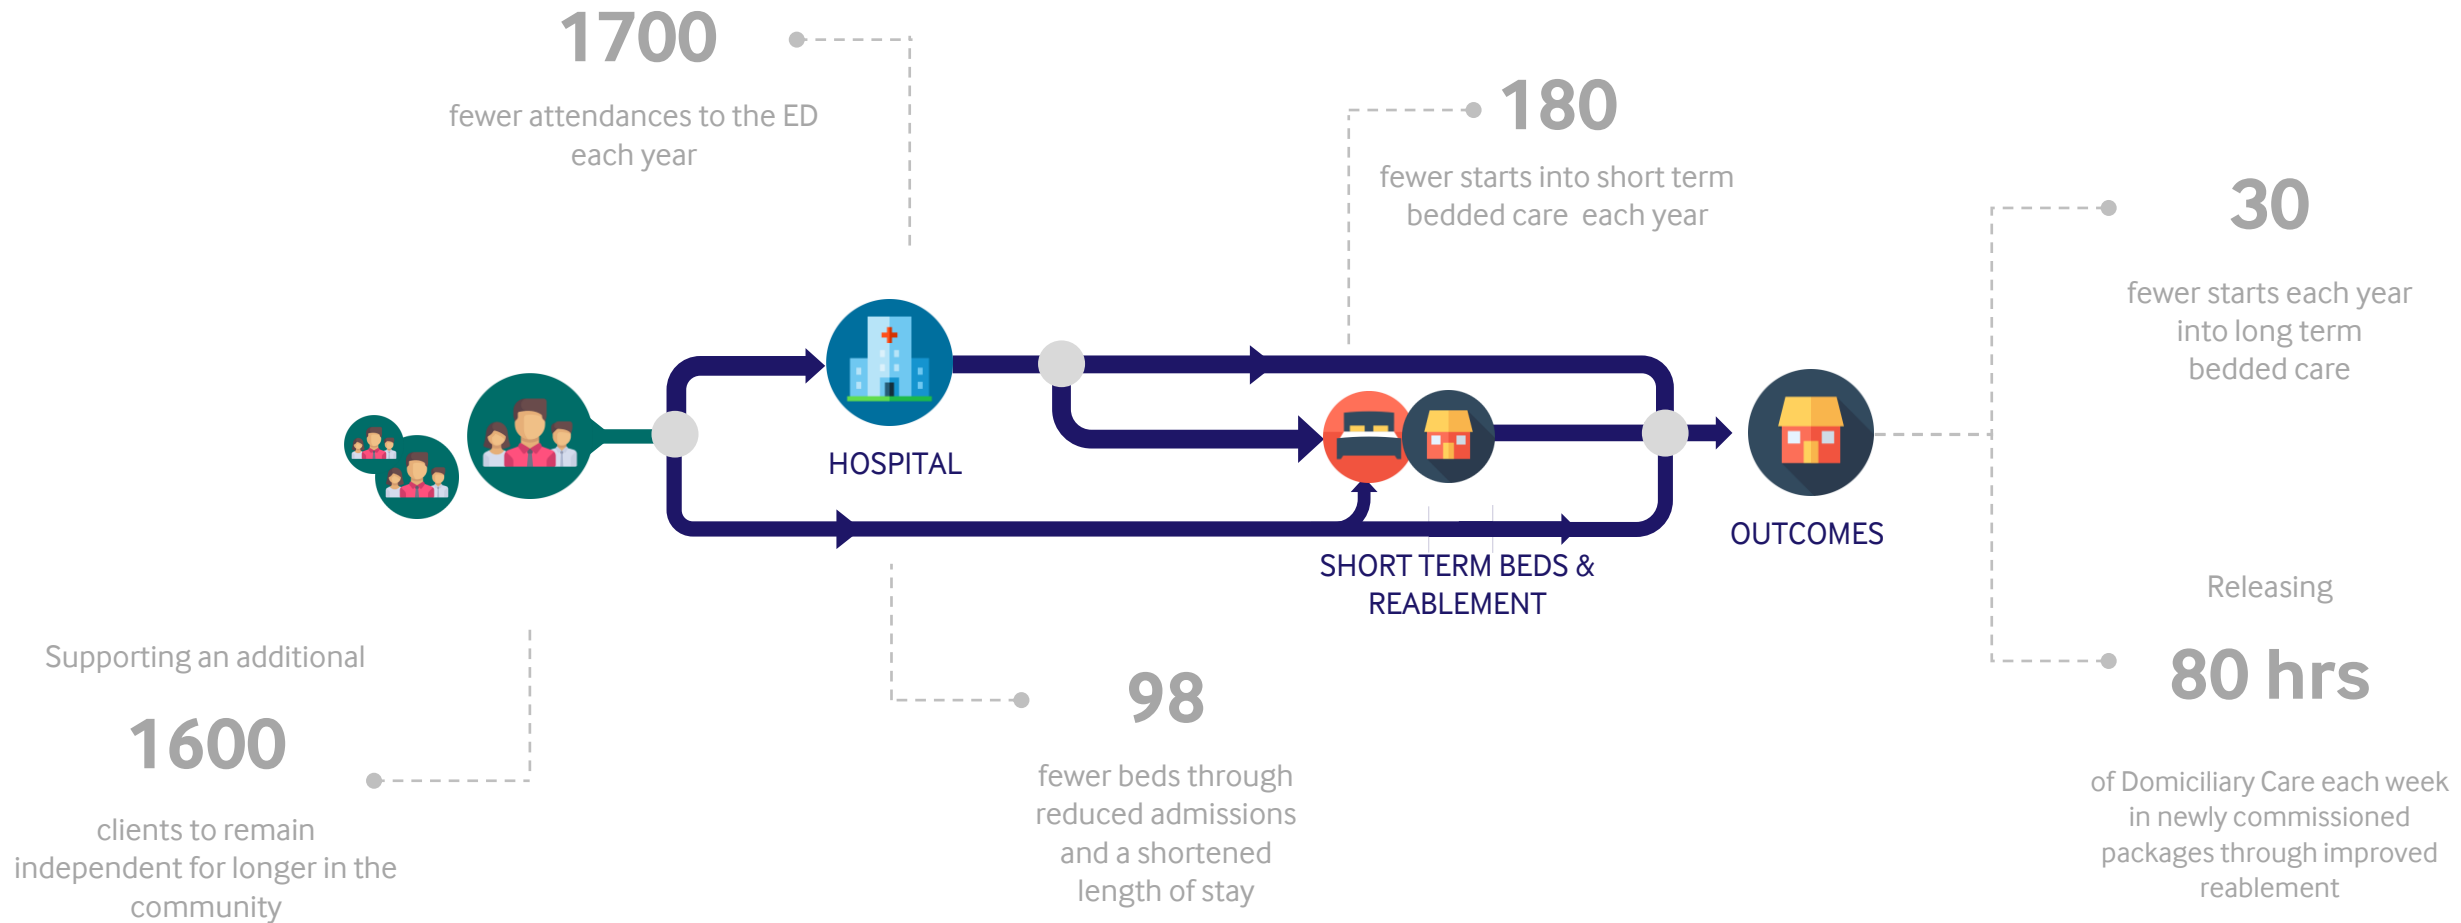 1700
fewer attendances to the ED
each year
180
fewer starts into short term
bedded care each year
30
fewer starts each year
into long term
bedded care
HOSPITAL
SHORT TERM BEDS &
REABLEMENT
OUTCOMES
Supporting an additional
1600
clients to remain
independent for longer in the
community
98
fewer beds through
reduced admissions
and a shortened
length of stay
Releasing
80 hrs
of Domiciliary Care each week
in newly commissioned
packages through improved
reablement